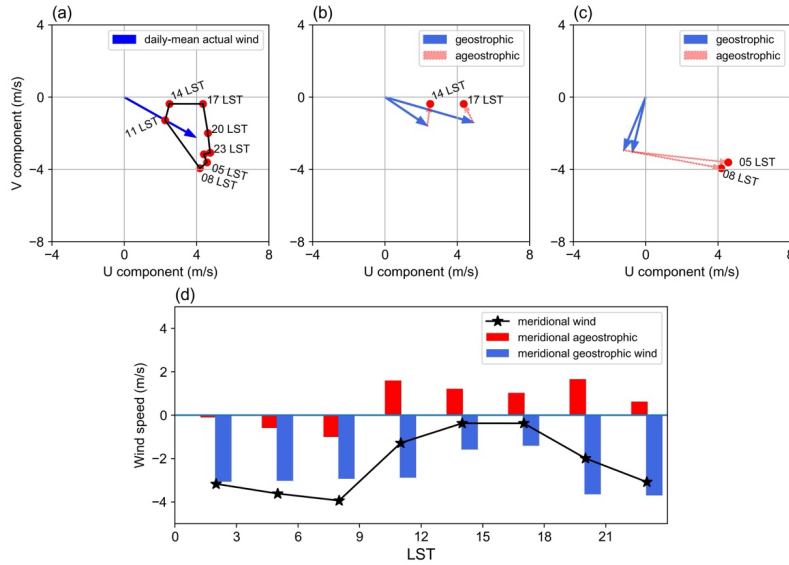 (a)
(b)
(c)
daily-mean actual wind
geostrophic
ageostrophic
geostrophic
ageostrophic
4
0
−4
−8
V component (m/s)
14 LST
17 LST
11 LST
20 LST
23 LST
05 LST
08 LST
−4
0
4
8
U component (m/s)
4
0
−4
−8
14 LST
17 LST
−4
0
4
8
U component (m/s)
4
0
−4
−8
05 LST
08 LST
−4
0
4
8
U component (m/s)
(d)
meridional wind
meridional ageostrophic
meridional geostrophic wind
4
2
0
−2
−4
Wind speed (m/s)
0
3
6
9
12
15
18
21
LST